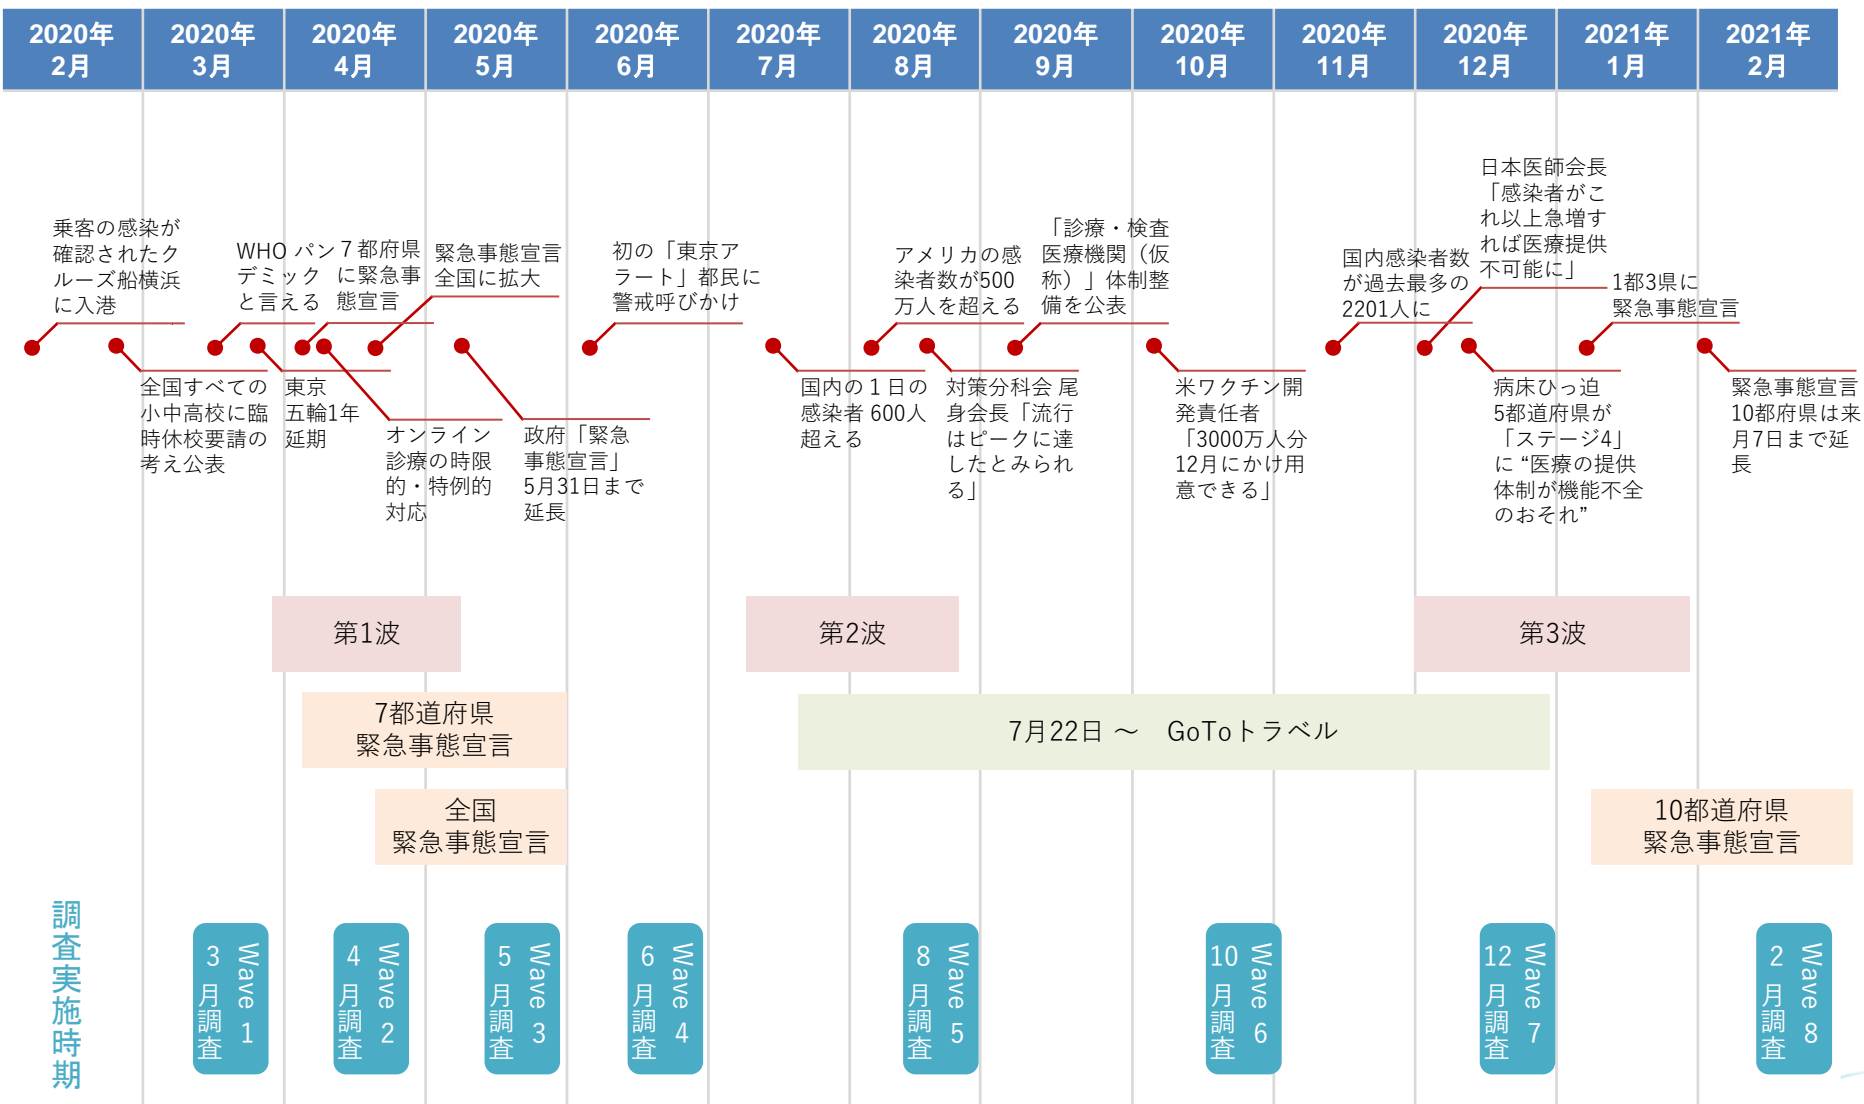 2020年
2月
2020年
3月
2020年
4月
2020年
5月
2020年
6月
2020年
7月
2020年
8月
2020年
9月
2020年
10月
2020年
11月
2020年
12月
2021年
1月
2021年
2月
乗客の感染が
確認されたク
ルーズ船横浜
に入港
WHO パン
デミック
と言える
７都府県
に緊急事
態宣言
緊急事態宣言
全国に拡大
初の「東京ア
ラート」都民に
警戒呼びかけ
アメリカの感
染者数が500
万人を超える
「診療・検査
医療機関（仮
称）」体制整
備を公表
国内感染者数
が過去最多の
2201人に
日本医師会長
「感染者がこ
れ以上急増す
れば医療提供
不可能に」
1都3県に
緊急事態宣言
全国すべての
小中高校に臨
時休校要請の
考え公表
東京
五輪1年
延期
オンライン
診療の時限
的・特例的
対応
政府「緊急
事態宣言」
5月31日まで
延長
国内の１日の
感染者 600人
超える
対策分科会 尾
身会長「流行
はピークに達
したとみられ
る」
米ワクチン開
発責任者
「3000万人分
12月にかけ用
意できる」
病床ひっ迫
5都道府県が
「ステージ4」
に “医療の提供
体制が機能不全
のおそれ”
緊急事態宣言
10都府県は来
月7日まで延
長
第1波
第2波
第3波
7都道府県
緊急事態宣言
7月22日 ～　GoToトラベル
全国
緊急事態宣言
10都道府県
緊急事態宣言
調査実施時期
Wave 1
3月調査
Wave 2
4月調査
Wave 3
5月調査
Wave 4
6月調査
Wave 5
8月調査
Wave 6
10月調査
Wave 7
12月調査
Wave 8
2月調査